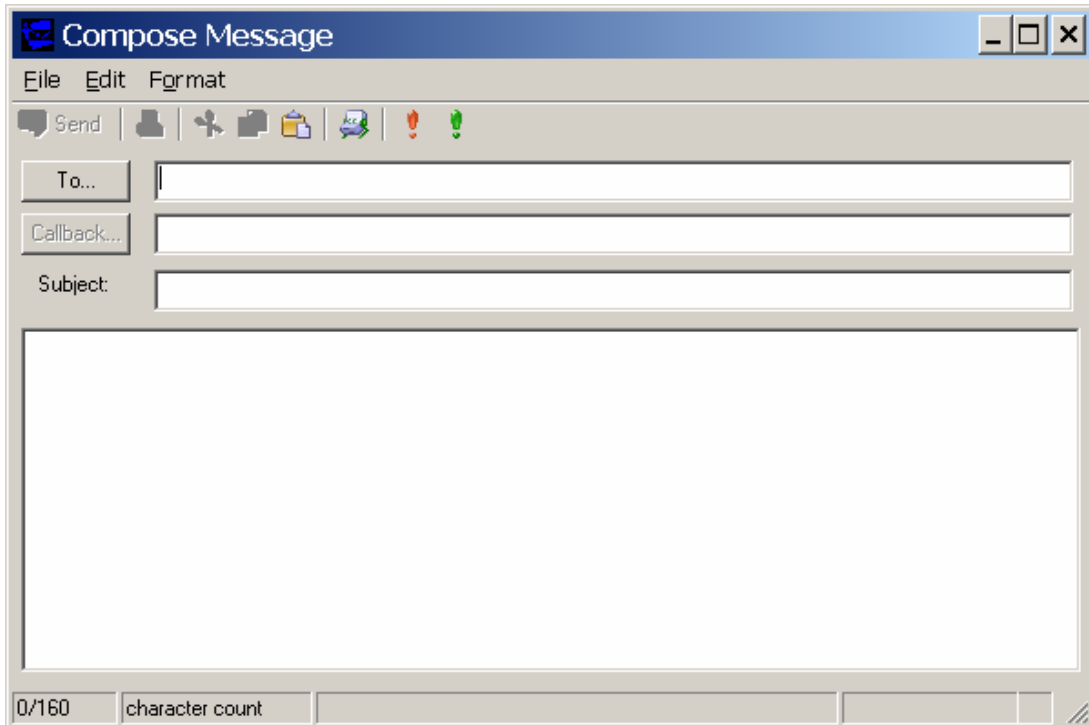 Compose Message
File Edit Format
Send
To...
Callback...
Subject:
0/160 character count